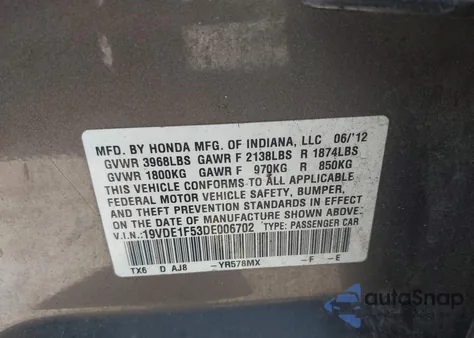 MFD. BY HONDA MFG. OF INDIANA, LLC 06/'12
GVWR 3968LBS GAWR F 2138LBS R 1874LBS
GVWR 1800KG GAWR F 970KG R 850KG
THIS VEHICLE CONFORMS TO ALL APPLICABLE
FEDERAL MOTOR VEHICLE SAFETY, BUMPER,
AND THEFT PREVENTION STANDARDS IN EFFECT
ON THE DATE OF MANUFACTURE SHOWN ABOVE.
V.I.N.:19VDE1F53DE006702 TYPE: PASSENGER CAR
TX6 D AJ8 -YR578MX -F -E
autoSnap